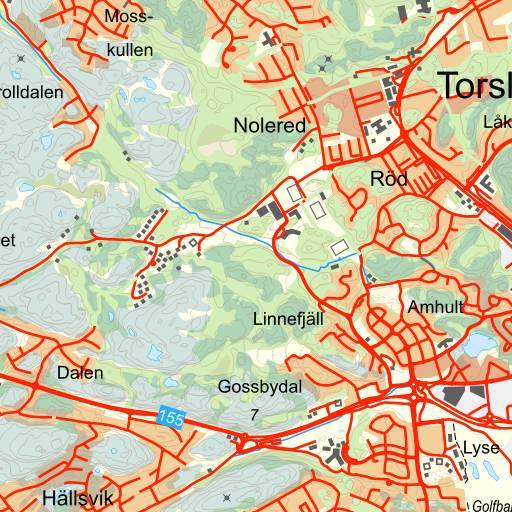 Moss-
kullen
rolldalen
Torsl
Nolered
Låk
Röd
et
Amhult
Linnefjäll
Dalen
Gossbydal
7
155
Lyse
Hällsvik
Golfba